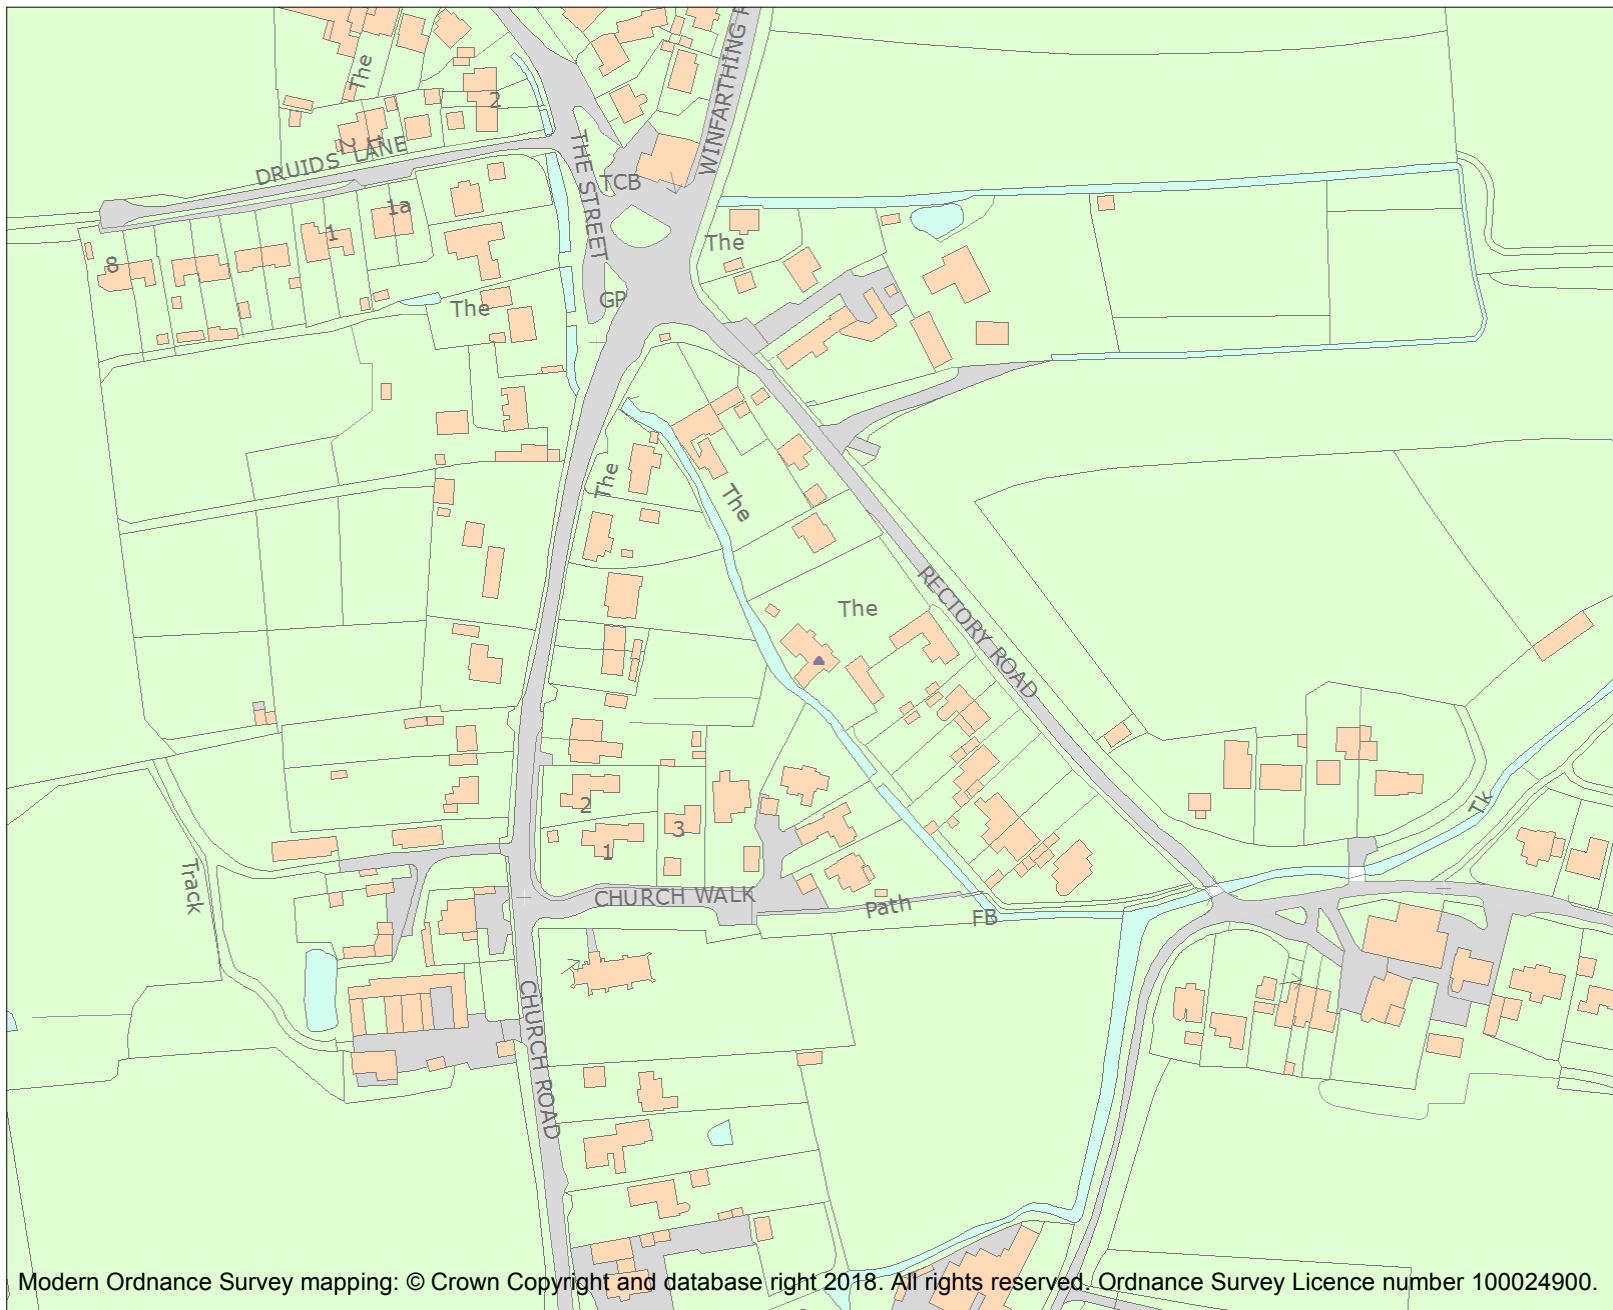 WINFARTHING
The
2
THE STREET
2
1
DRUIDS' LANE
TCB
1a
1
The
8
GP
The
The
The
RECTORY ROAD
The
Tk
2
3
1
Track
CHURCH WALK
Path
FB
CHURCH ROAD
Modern Ordnance Survey mapping: © Crown Copyright and database right 2018. All rights reserved. Ordnance Survey Licence number 100024900.